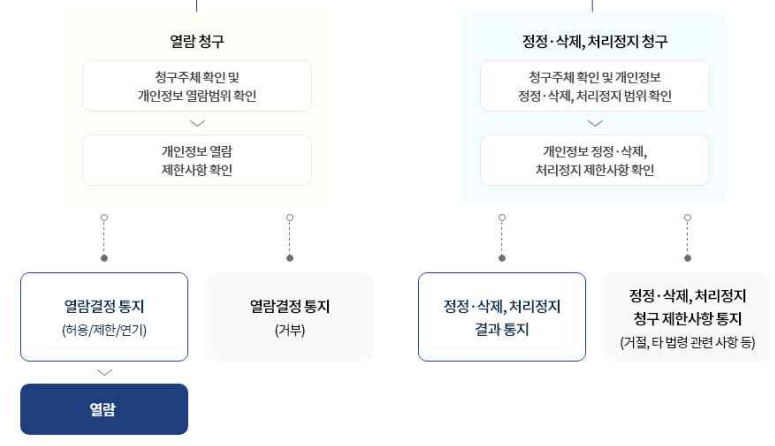 열람 청구
청구주체 확인 및
개인정보 열람범위 확인
개인정보 열람
제한사항 확인
열람결정 통지
(허용/제한/연기)
열람결정 통지
(거부)
열람
정정·삭제, 처리정지 청구
청구주체 확인 및 개인정보
정정·삭제, 처리정지 범위 확인
개인정보 정정·삭제,
처리정지 제한사항 확인
정정·삭제, 처리정지
결과 통지
정정·삭제, 처리정지
청구 제한사항 통지
(거절, 타 법령 관련 사항 등)